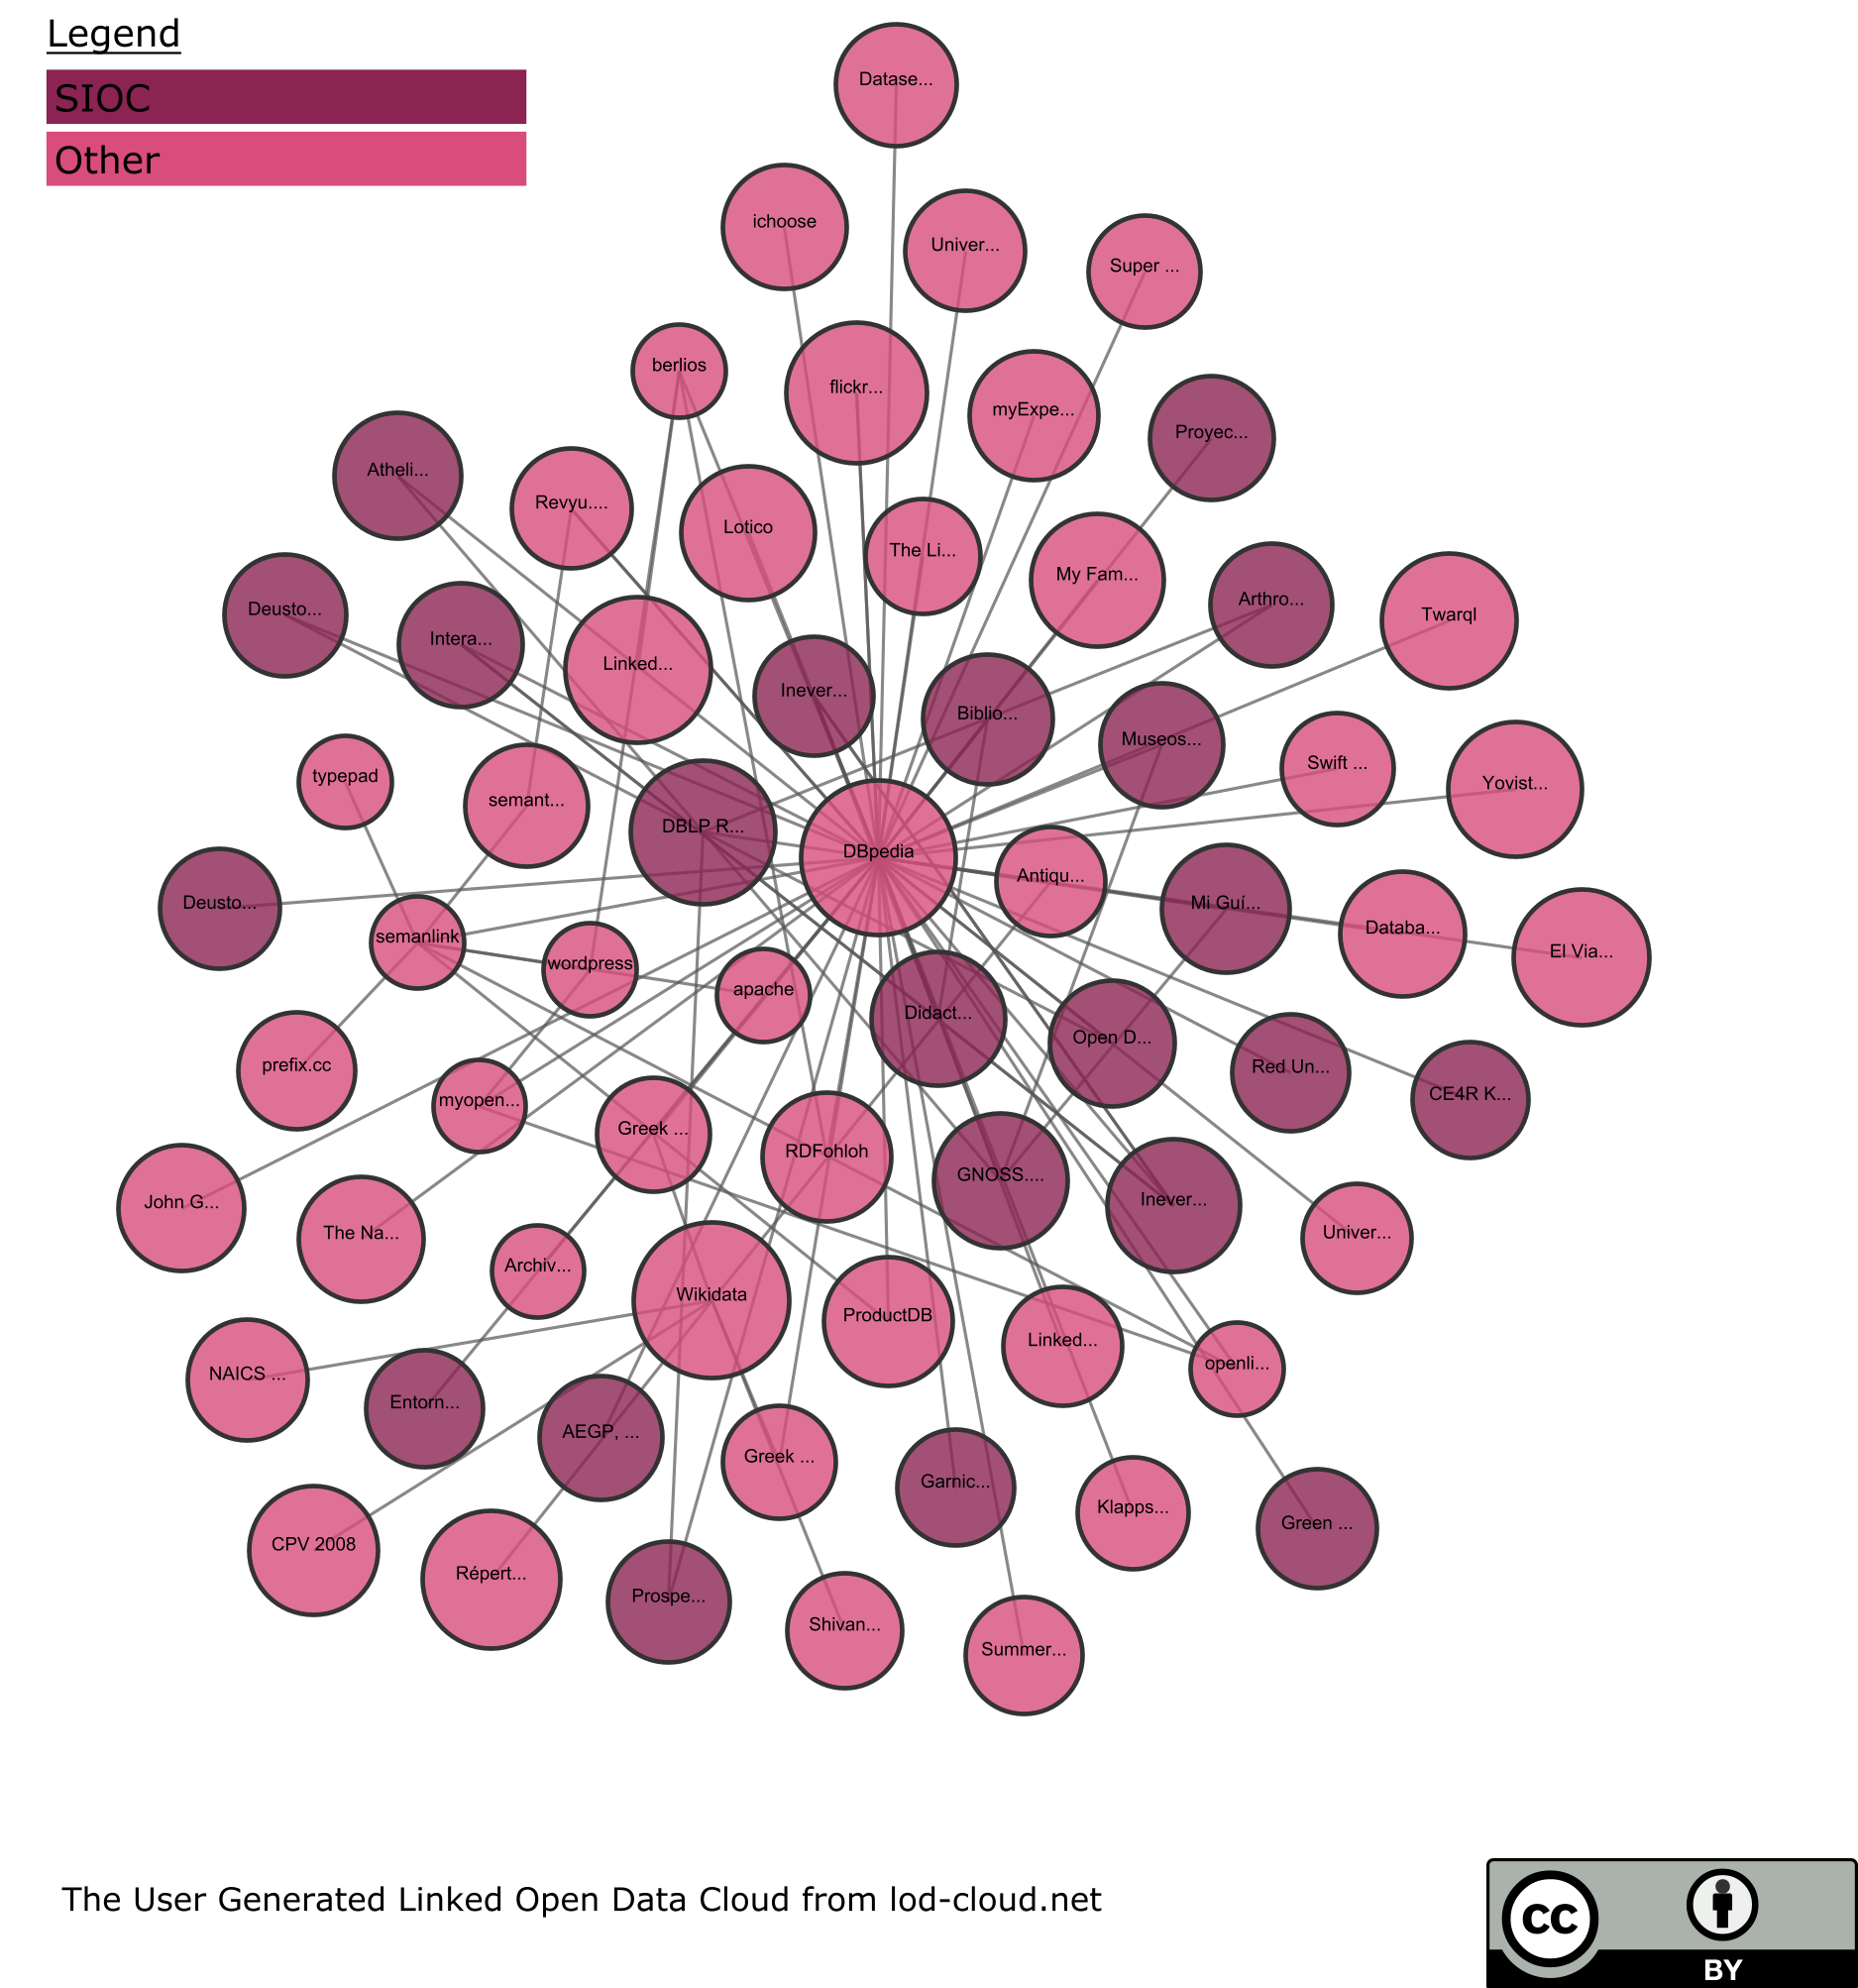 Legend
SIOC
Other
Datase...
ichoose
Univer...
Super ...
berlios
flickr...
myExpe...
Proyec...
Atheli...
Revyu....
Lotico
The Li...
My Fam...
Arthro...
Twarql
Deusto...
Intera...
Linked...
Inever...
Biblio...
Museos...
Swift ...
Yovist...
typepad
semant...
DBLP R...
DBpedia
Antiqu...
Mi Guí...
Databa...
El Via...
Deusto...
semanlink
wordpress
apache
Didact...
Open D...
Red Un...
CE4R K...
prefix.cc
myopen...
Greek ...
RDFohloh
GNOSS....
Inever...
Univer...
John G...
The Na...
Archiv...
Wikidata
ProductDB
Linked...
openli...
NAICS ...
Entorn...
AEGP, ...
Greek ...
Garnic...
Klapps...
Green ...
CPV 2008
Répert...
Prospe...
Shivan...
Summer...
The User Generated Linked Open Data Cloud from lod-cloud.net
cc
BY